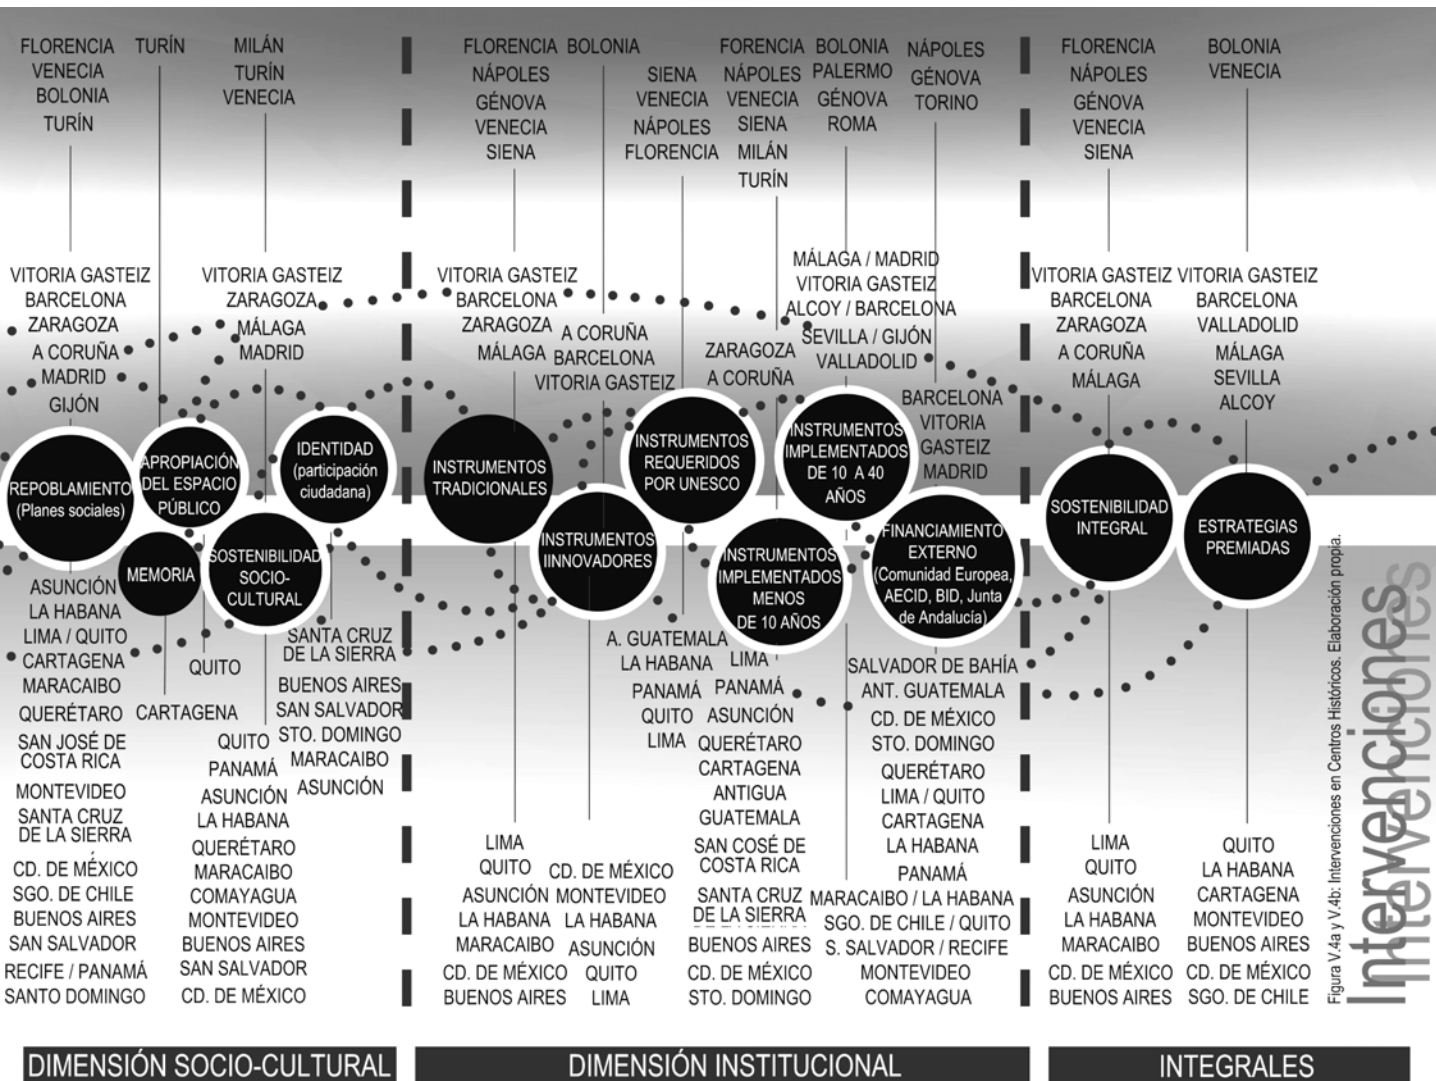 FLORENCIA
VENECIA
BOLONIA
TURÍN
TURÍN
MILÁN
TURÍN
VENECIA
VITORIA GASTEIZ
BARCELONA
ZARAGOZA
A CORUÑA
MADRID
GIJÓN
VITORIA GASTEIZ
ZARAGOZA
MÁLAGA
MADRID
REPOBLAMIENTO
(Planes sociales)
APROPIACIÓN
DEL ESPACIO
PÚBLICO
MEMORIA
SOSTENIBILIDAD
SOCIO-
CULTURAL
IDENTIDAD
(participación
ciudadana)
ASUNCIÓN
LA HABANA
LIMA / QUITO
CARTAGENA
MARACAIBO
QUERÉTARO
SAN JOSÉ DE
COSTA RICA
MONTEVIDEO
SANTA CRUZ
DE LA SIERRA
CD. DE MÉXICO
SGO. DE CHILE
BUENOS AIRES
SAN SALVADOR
RECIFE / PANAMÁ
SANTO DOMINGO
CARTAGENA
QUITO
QUITO
PANAMÁ
ASUNCIÓN
LA HABANA
QUERÉTARO
MARACAIBO
COMAYAGUA
MONTEVIDEO
BUENOS AIRES
SAN SALVADOR
CD. DE MÉXICO
SANTA CRUZ
DE LA SIERRA
BUENOS AIRES
SAN SALVADOR
STO. DOMINGO
MARACAIBO
ASUNCIÓN
DIMENSIÓN SOCIO-CULTURAL
FLORENCIA
NÁPOLES
GÉNOVA
VENECIA
SIENA
BOLONIA
SIENA
VENECIA
NÁPOLES
FLORENCIA
FORENCIA
NÁPOLES
VENECIA
SIENA
MILÁN
TURÍN
BOLONIA
PALERMO
GÉNOVA
ROMA
NÁPOLES
GÉNOVA
TORINO
VITORIA GASTEIZ
BARCELONA
ZARAGOZA
MÁLAGA
A CORUÑA
BARCELONA
VITORIA GASTEIZ
ZARAGOZA
A CORUÑA
MÁLAGA / MADRID
VITORIA GASTEIZ
ALCOY / BARCELONA
SEVILLA / GIJÓN
VALLADOLID
BARCELONA
VITORIA
GASTEIZ
MADRID
INSTRUMENTOS
TRADICIONALES
INSTRUMENTOS
IINNOVADORES
INSTRUMENTOS
REQUERIDOS
POR UNESCO
INSTRUMENTOS
IMPLEMENTADOS
MENOS
DE 10 AÑOS
INSTRUMENTOS
IMPLEMENTADOS
DE 10 A 40
AÑOS
FINANCIAMIENTO
EXTERNO
(Comunidad Europea,
AECID, BID, Junta
de Andalucía)
LIMA
QUITO
ASUNCIÓN
LA HABANA
MARACAIBO
CD. DE MÉXICO
BUENOS AIRES
CD. DE MÉXICO
MONTEVIDEO
LA HABANA
ASUNCIÓN
QUITO
LIMA
A. GUATEMALA
LA HABANA
PANAMÁ
QUITO
LIMA
LIMA
PANAMÁ
ASUNCIÓN
QUERÉTARO
CARTAGENA
ANTIGUA
GUATEMALA
SAN COSÉ DE
COSTA RICA
SANTA CRUZ
DE LA SIERRA
BUENOS AIRES
CD. DE MÉXICO
STO. DOMINGO
MARACAIBO / LA HABANA
SGO. DE CHILE / QUITO
S. SALVADOR / RECIFE
MONTEVIDEO
COMAYAGUA
SALVADOR DE BAHÍA
ANT. GUATEMALA
CD. DE MÉXICO
STO. DOMINGO
QUERÉTARO
LIMA / QUITO
CARTAGENA
LA HABANA
PANAMÁ
DIMENSIÓN INSTITUCIONAL
FLORENCIA
NÁPOLES
GÉNOVA
VENECIA
SIENA
BOLONIA
VENECIA
VITORIA GASTEIZ
BARCELONA
ZARAGOZA
A CORUÑA
MÁLAGA
VITORIA GASTEIZ
BARCELONA
VALLADOLID
MÁLAGA
SEVILLA
ALCOY
SOSTENIBILIDAD
INTEGRAL
ESTRATEGIAS
PREMIADAS
LIMA
QUITO
ASUNCIÓN
LA HABANA
MARACAIBO
CD. DE MÉXICO
BUENOS AIRES
QUITO
LA HABANA
CARTAGENA
MONTEVIDEO
BUENOS AIRES
CD. DE MÉXICO
SGO. DE CHILE
INTEGRALES
Figura V.4a y V.4b: Intervenciones en Centros Históricos. Elaboración propia.
Intervenciones
Intervenciones